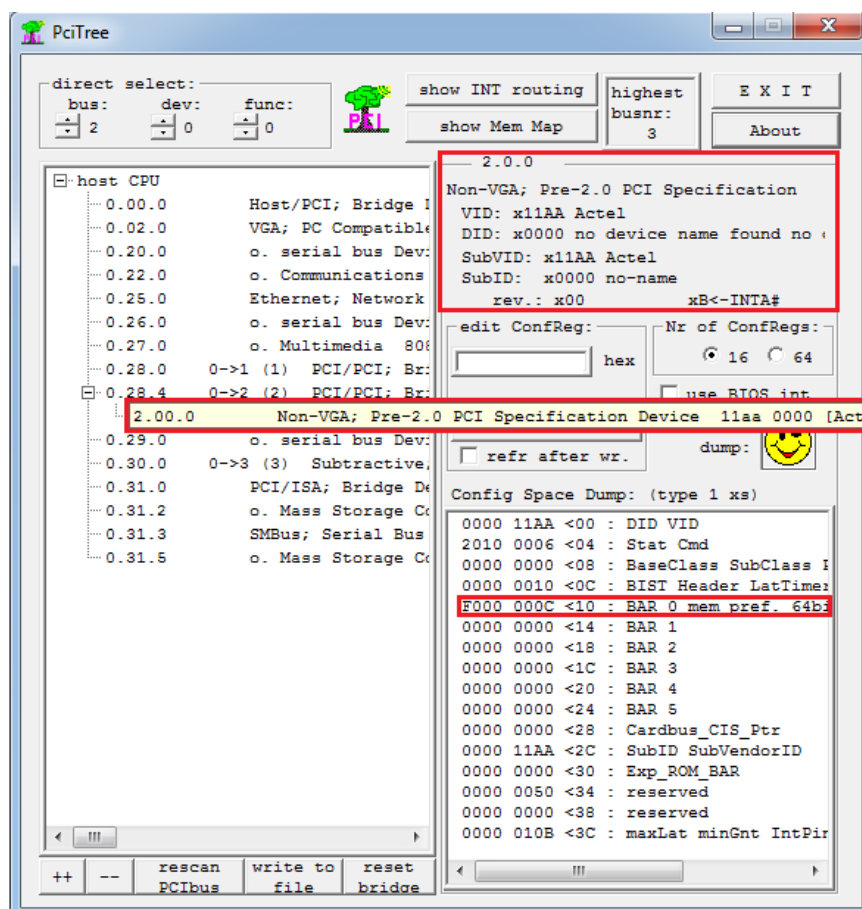 PciTree
direct select:
bus: dev: func:
2 0 0
PCI
show INT routing
show Mem Map
highest
busnr:
3
E X I T
About
host CPU
0.00.0 Host/PCI; Bridge
0.02.0 VGA; PC Compatible
0.20.0 o. serial bus Devi
0.22.0 o. Communications
0.25.0 Ethernet; Network
0.26.0 o. serial bus Devi
0.27.0 o. Multimedia 808
0.28.0 0->1 (1) PCI/PCI; Bri
0.28.4 0->2 (2) PCI/PCI; Bri
2.00.0 Non-VGA; Pre-2.0 PCI Specification Device 11aa 0000 [Act
0.29.0 o. serial bus Devi
0.30.0 0->3 (3) Subtractive;
0.31.0 PCI/ISA; Bridge De
0.31.2 o. Mass Storage Co
0.31.3 SMBus; Serial Bus
0.31.5 o. Mass Storage Co
++
--
rescan
PCIbus
write to
file
reset
bridge
2.0.0
Non-VGA; Pre-2.0 PCI Specification
VID: x11AA Actel
DID: x0000 no device name found no
SubVID: x11AA Actel
SubID: x0000 no-name
rev.: x00 xB<-INTA#
edit ConfReg:
hex
Nr of ConfRegs:
16 64
use BIOS int
refr after wr.
dump:
Config Space Dump: (type 1 xs)
0000 11AA <00 : DID VID
2010 0006 <04 : Stat Cmd
0000 0000 <08 : BaseClass SubClass
0000 0010 <0C : BIST Header LatTimer
F000 000C <10 : BAR 0 mem pref. 64bi
0000 0000 <14 : BAR 1
0000 0000 <18 : BAR 2
0000 0000 <1C : BAR 3
0000 0000 <20 : BAR 4
0000 0000 <24 : BAR 5
0000 0000 <28 : Cardbus_CIS_Ptr
0000 11AA <2C : SubID SubVendorID
0000 0000 <30 : Exp_ROM_BAR
0000 0050 <34 : reserved
0000 0000 <38 : reserved
0000 010B <3C : maxLat minGnt IntPin